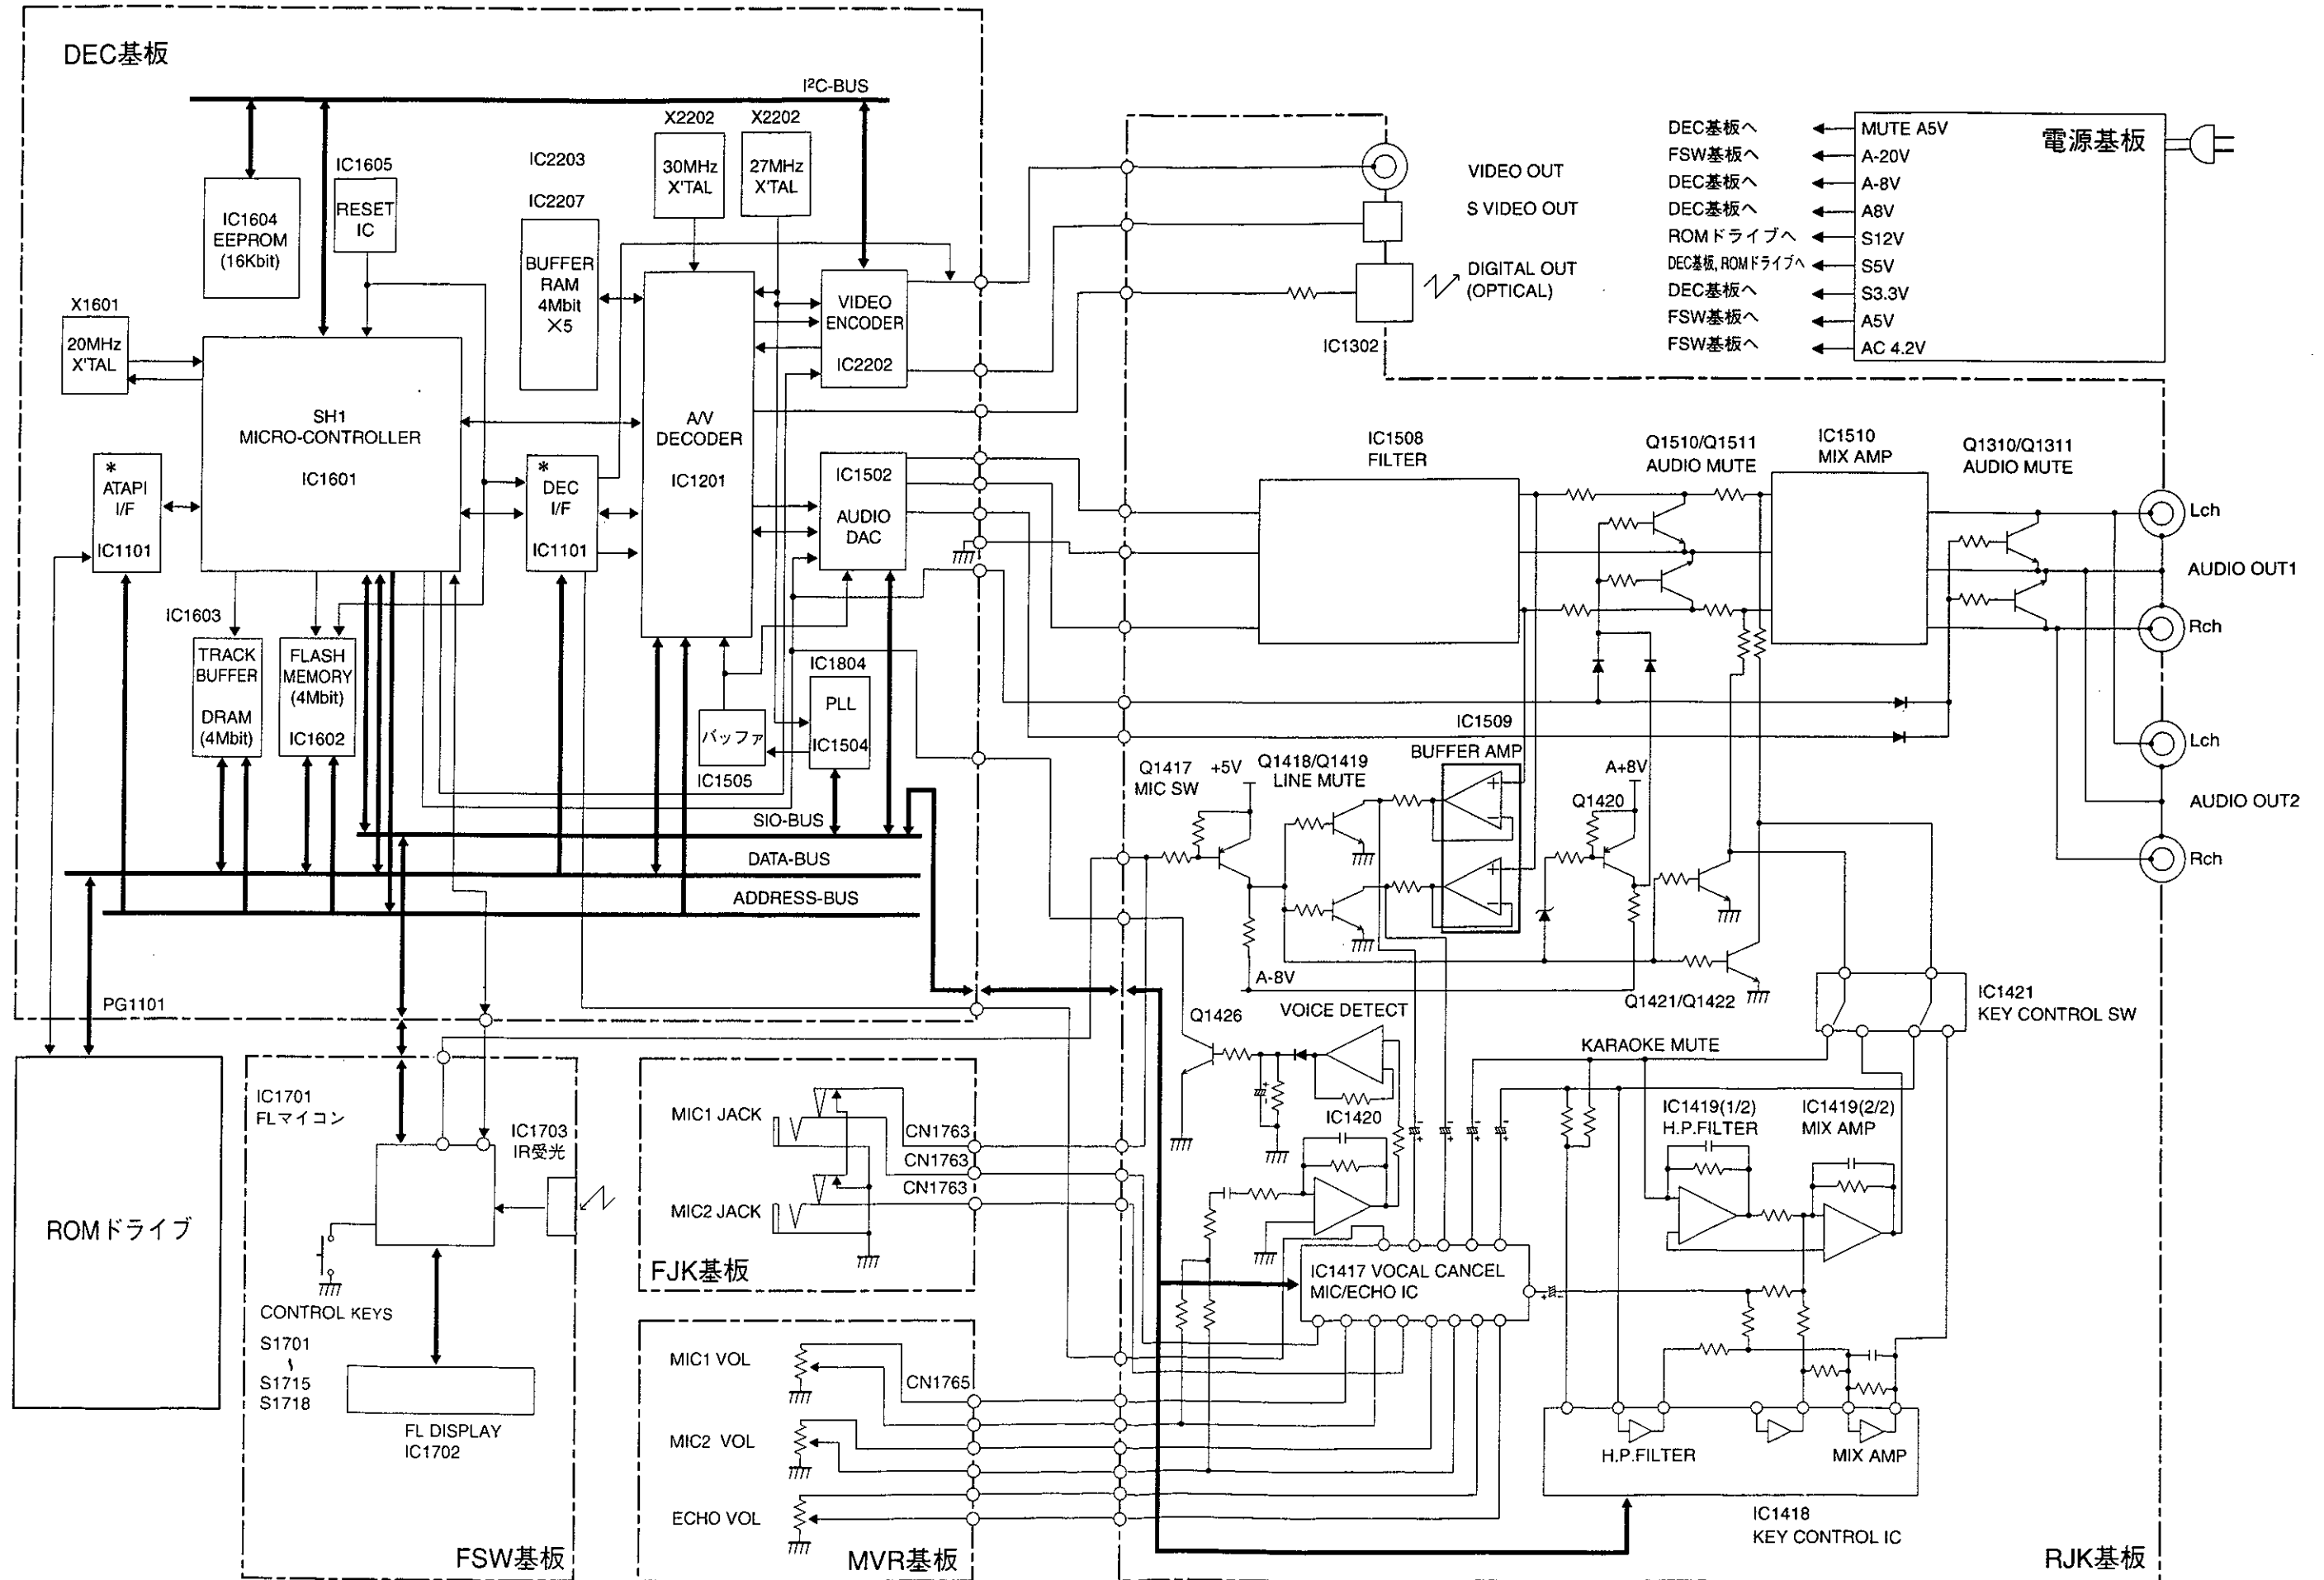 DEC基板
I²C-BUS
IC1604
EEPROM
(16Kbit)
IC1605
RESET
IC
IC2203
IC2207
BUFFER
RAM
4Mbit
×5
X2202
30MHz
X'TAL
X2202
27MHz
X'TAL
X1601
20MHz
X'TAL
SH1
MICRO-CONTROLLER
IC1601
A/V
DECODER
IC1201
VIDEO
ENCODER
IC2202
*
ATAPI
I/F
IC1101
*
DEC
I/F
IC1101
IC1502
AUDIO
DAC
IC1603
TRACK
BUFFER
DRAM
(4Mbit)
FLASH
MEMORY
(4Mbit)
IC1602
バッファ
IC1505
IC1804
PLL
IC1504
SIO-BUS
DATA-BUS
ADDRESS-BUS
PG1101
VIDEO OUT
S VIDEO OUT
DIGITAL OUT
(OPTICAL)
IC1302
電源基板
DEC基板へ MUTE A5V
FSW基板へ A-20V
DEC基板へ A-8V
DEC基板へ A8V
ROMドライブへ S12V
DEC基板,ROMドライブへ S5V
DEC基板へ S3.3V
FSW基板へ A5V
FSW基板へ AC 4.2V
IC1508
FILTER
Q1510/Q1511
AUDIO MUTE
IC1510
MIX AMP
Q1310/Q1311
AUDIO MUTE
Lch
AUDIO OUT1
Rch
Lch
AUDIO OUT2
Rch
IC1509
BUFFER AMP
Q1417
MIC SW
+5V
Q1418/Q1419
LINE MUTE
A+8V
Q1420
A-8V
Q1421/Q1422
IC1421
KEY CONTROL SW
Q1426
VOICE DETECT
IC1420
KARAOKE MUTE
IC1419(1/2)
H.P.FILTER
IC1419(2/2)
MIX AMP
IC1417 VOCAL CANCEL
MIC/ECHO IC
H.P.FILTER
MIX AMP
IC1418
KEY CONTROL IC
RJK基板
ROMドライブ
IC1701
FLマイコン
IC1703
IR受光
CONTROL KEYS
S1701
~
S1715
S1718
FL DISPLAY
IC1702
FSW基板
MIC1 JACK
CN1763
CN1763
CN1763
MIC2 JACK
FJK基板
MIC1 VOL
CN1765
MIC2 VOL
ECHO VOL
MVR基板